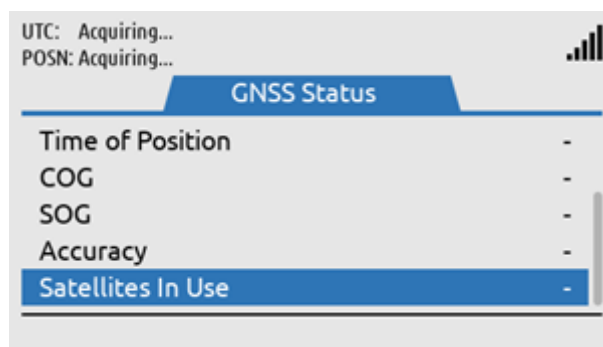 UTC: Acquiring...
POSN: Acquiring...
GNSS Status
Time of Position -
COG -
SOG -
Accuracy -
Satellites In Use -